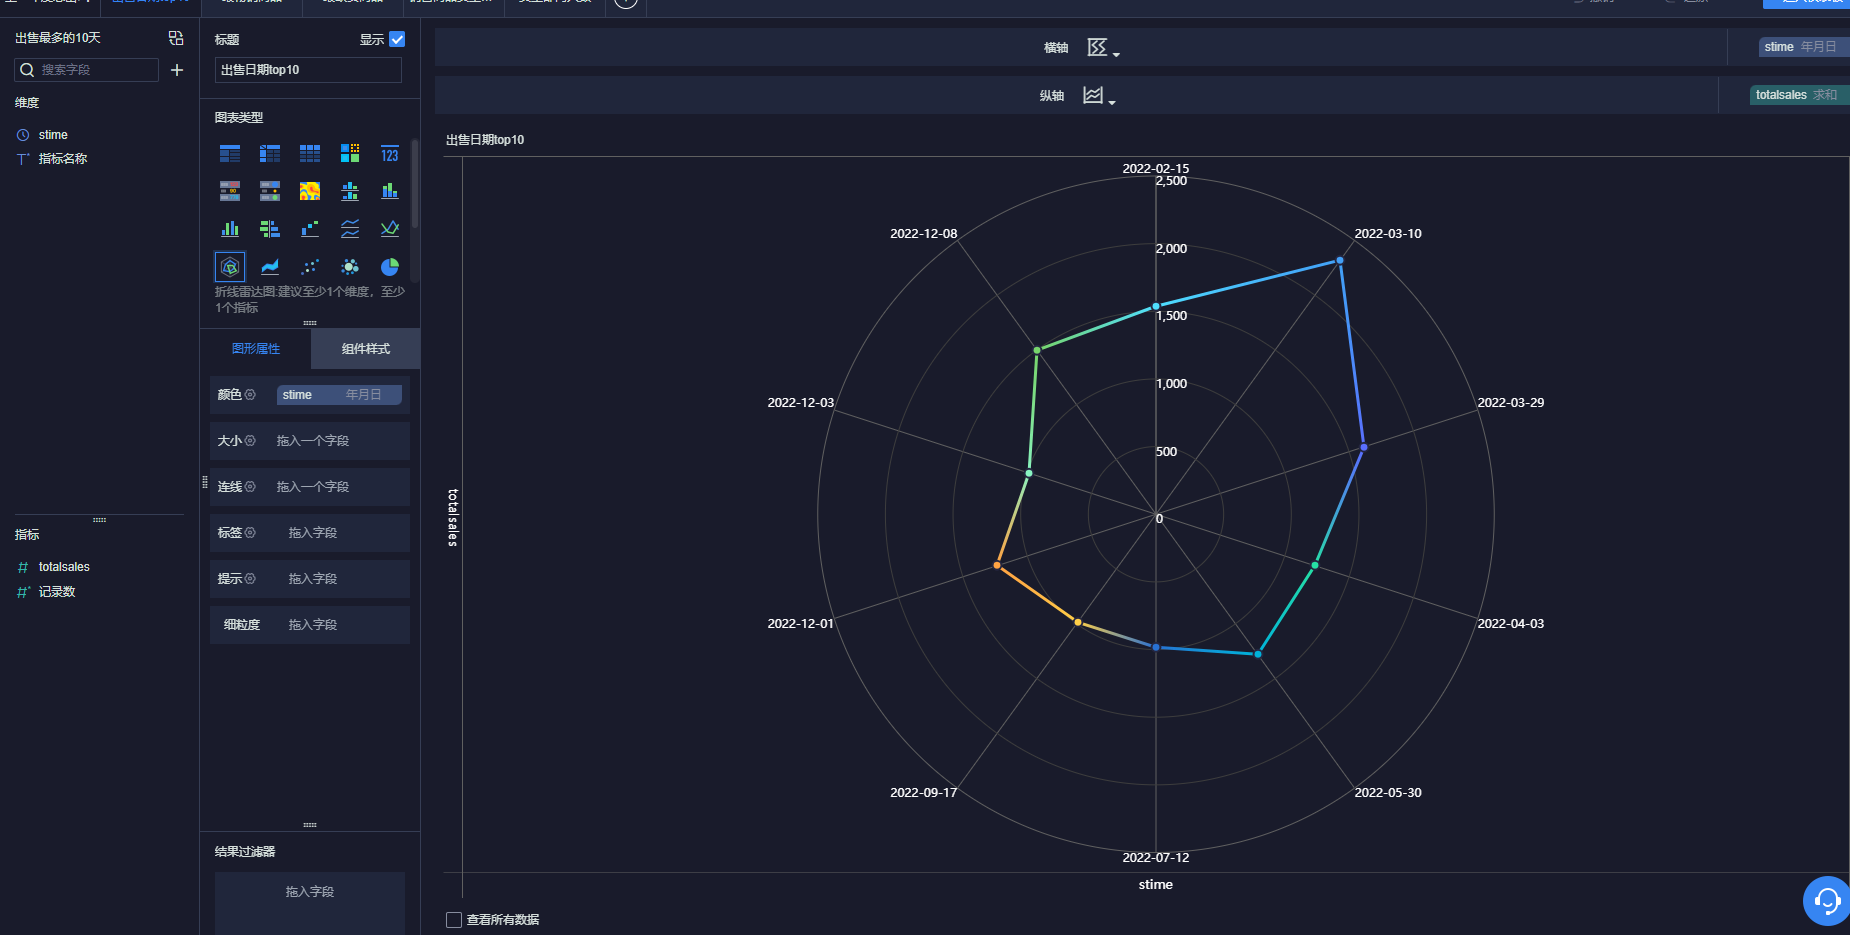 出售日期top10
出售最多的10天
搜索字段
维度
stime
指标名称
指标
totalsales
记录数
标题
显示
出售日期top10
图表类型
123
折线雷达图:建议至少1个维度，至少
1个指标
图形属性
组件样式
颜色
stime 年月日
大小
拖入一个字段
连线
拖入一个字段
标签
拖入字段
提示
拖入字段
细粒度
拖入字段
结果过滤器
拖入字段
横轴
stime 年月日
纵轴
totalsales 求和
出售日期top10
2022-02-15
2,500
2022-12-08
2022-03-10
2,000
1,500
1,000
2022-12-03
2022-03-29
500
totalsales
0
2022-12-01
2022-04-03
2022-09-17
2022-05-30
2022-07-12
stime
查看所有数据